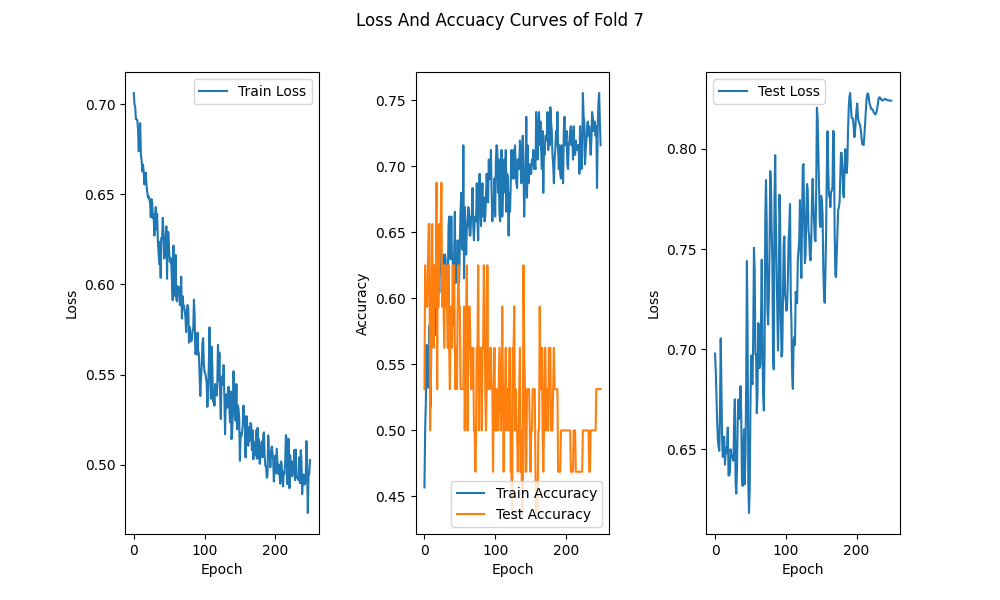 Loss And Accuacy Curves of Fold 7
Train Loss
0.70
0.65
0.60
0.55
0.50
Loss
0
100
200
Epoch
0.75
0.70
0.65
0.60
0.55
0.50
0.45
Accuracy
Train Accuracy
Test Accuracy
0
100
200
Epoch
Test Loss
0.80
0.75
0.70
0.65
Loss
0
100
200
Epoch